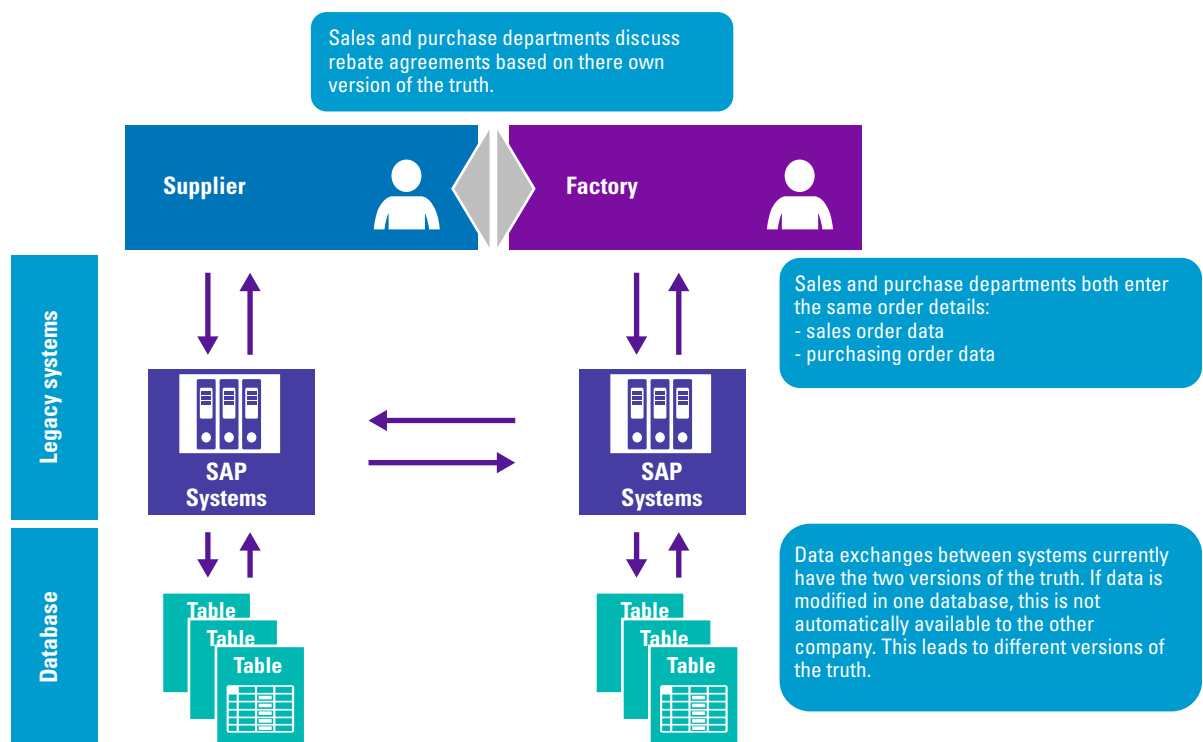 Sales and purchase departments discuss
rebate agreements based on there own
version of the truth.
Supplier
Factory
Legacy systems
Sales and purchase departments both enter
the same order details:
- sales order data
- purchasing order data
SAP
Systems
SAP
Systems
Database
Data exchanges between systems currently
have the two versions of the truth. If data is
modified in one database, this is not
automatically available to the other
company. This leads to different versions of
the truth.
Table
Table
Table
Table
Table
Table